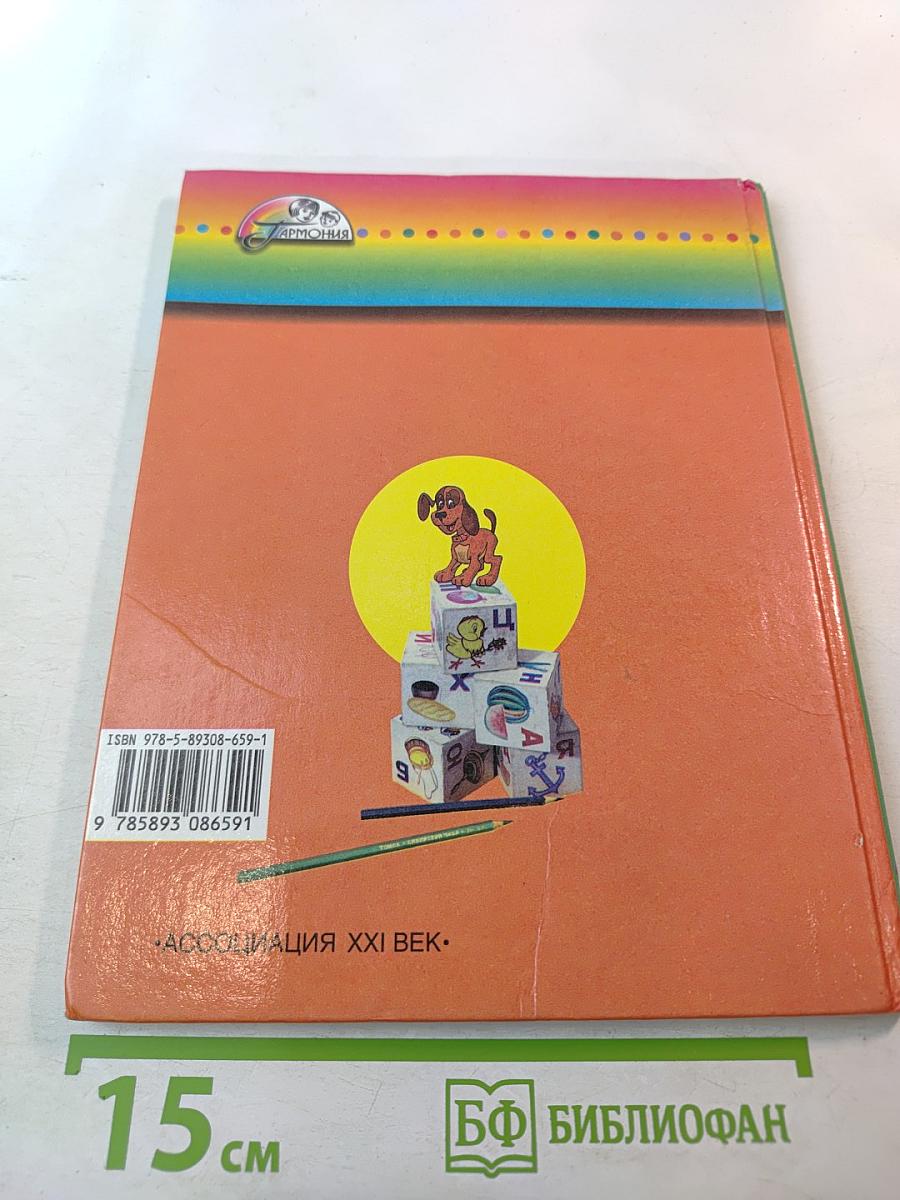 ГАРМОНИЯ
Ц
Й
Х
Н
А
Я
ISBN 978-5-89308-659-1
9 785893 086591
·АССОЦИАЦИЯ XXI ВЕК·
15 см
БФ БИБЛИОФАН